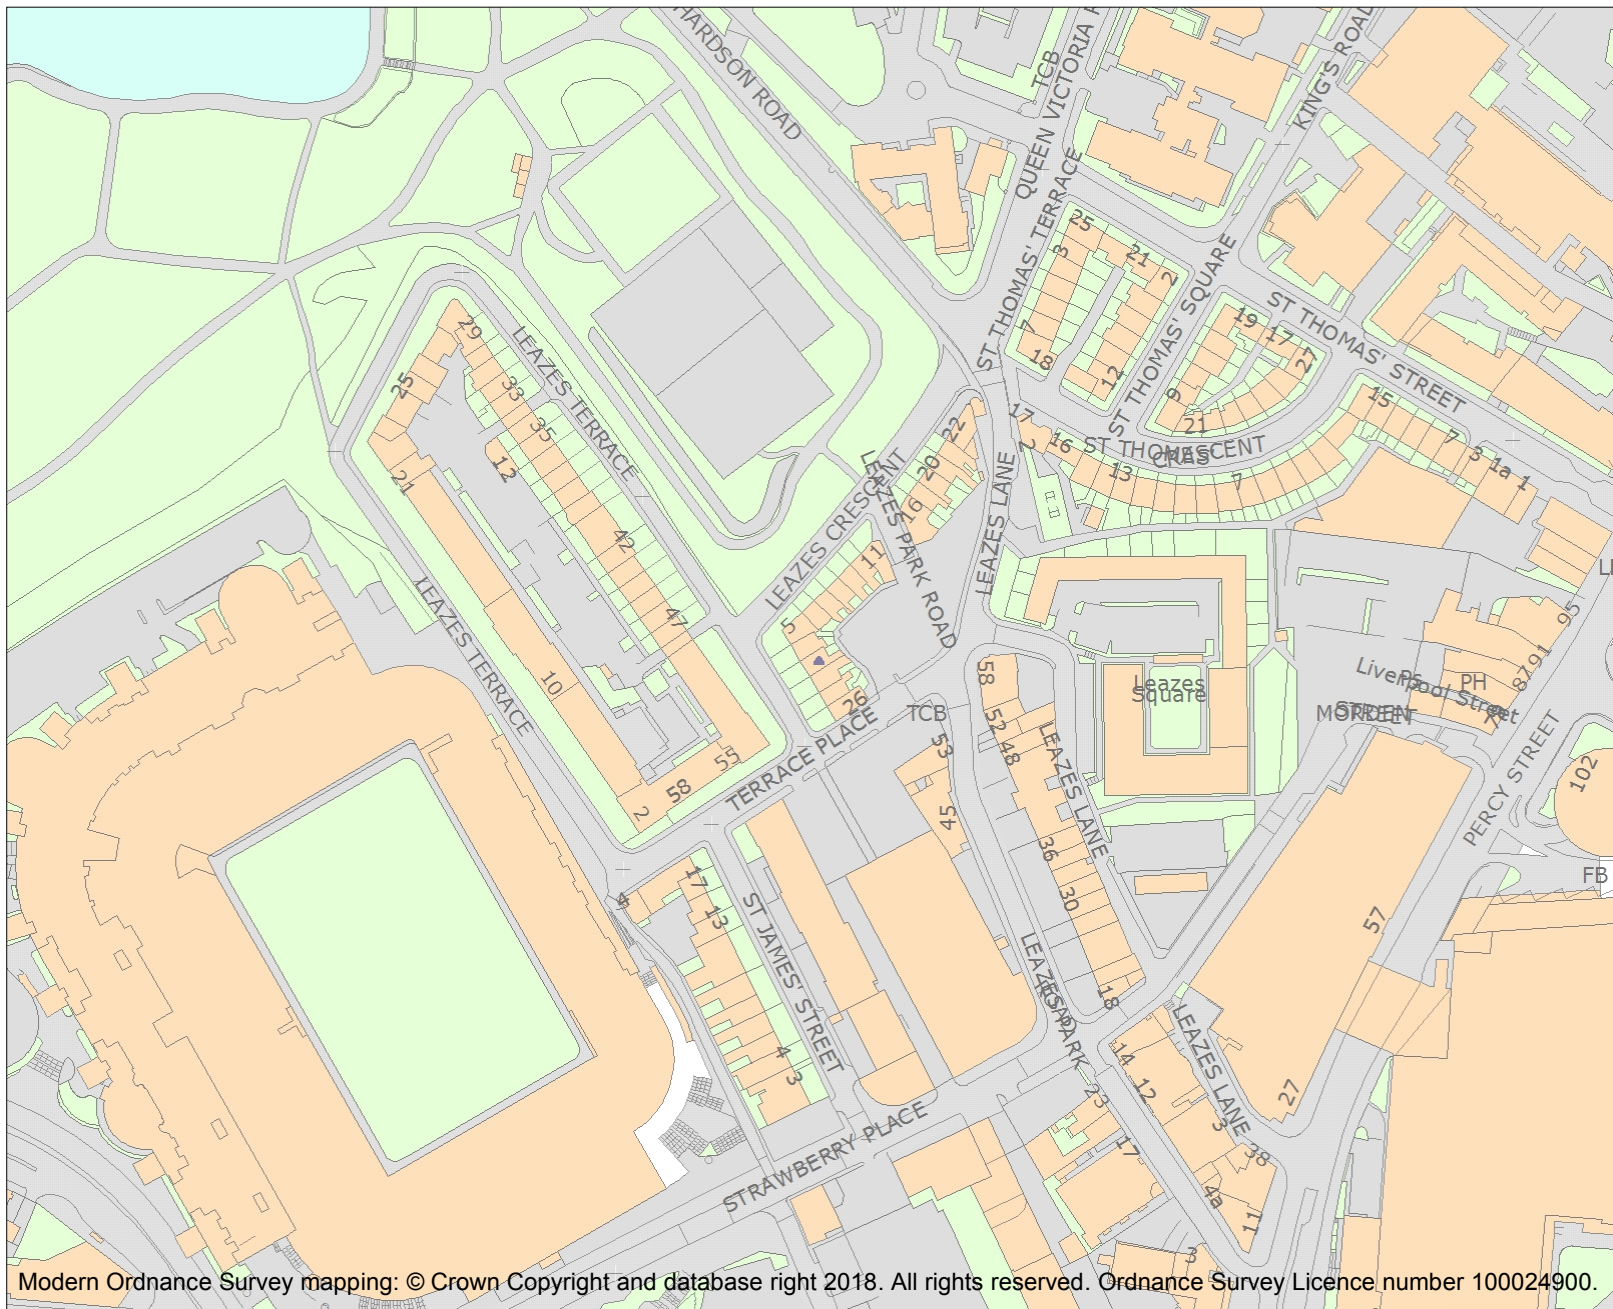 HARDSON ROAD
TCB
QUEEN VICTORIA R
KING'S ROAD
ST THOMAS' TERRACE
25
3
21
2
7
18
12
ST THOMAS' SQUARE
19
17
27
9
21
ST THOMAS' STREET
29
LEAZES TERRACE
33
25
35
12
21
42
47
10
LEAZES TERRACE
55
58
2
22
20
16
LEAZES CRESCENT
LEAZES PARK ROAD
11
5
26
LEAZES LANE
17
2
16
ST THOMAS'
CRESCENT
13
7
15
7
3
1a
1
95
91
87
Leazes
Square
Liverpool Street
PS
PH
MORDEN
STREET
PERCY STREET
102
FB
57
27
TERRACE PLACE
TCB
58
52
48
53
45
LEAZES LANE
36
30
18
4
17
13
ST JAMES' STREET
4
3
LEAZES PARK
14
12
23
17
LEAZES LANE
3
38
4a
11
3
STRAWBERRY PLACE
Modern Ordnance Survey mapping: © Crown Copyright and database right 2018. All rights reserved. Ordnance Survey Licence number 100024900.